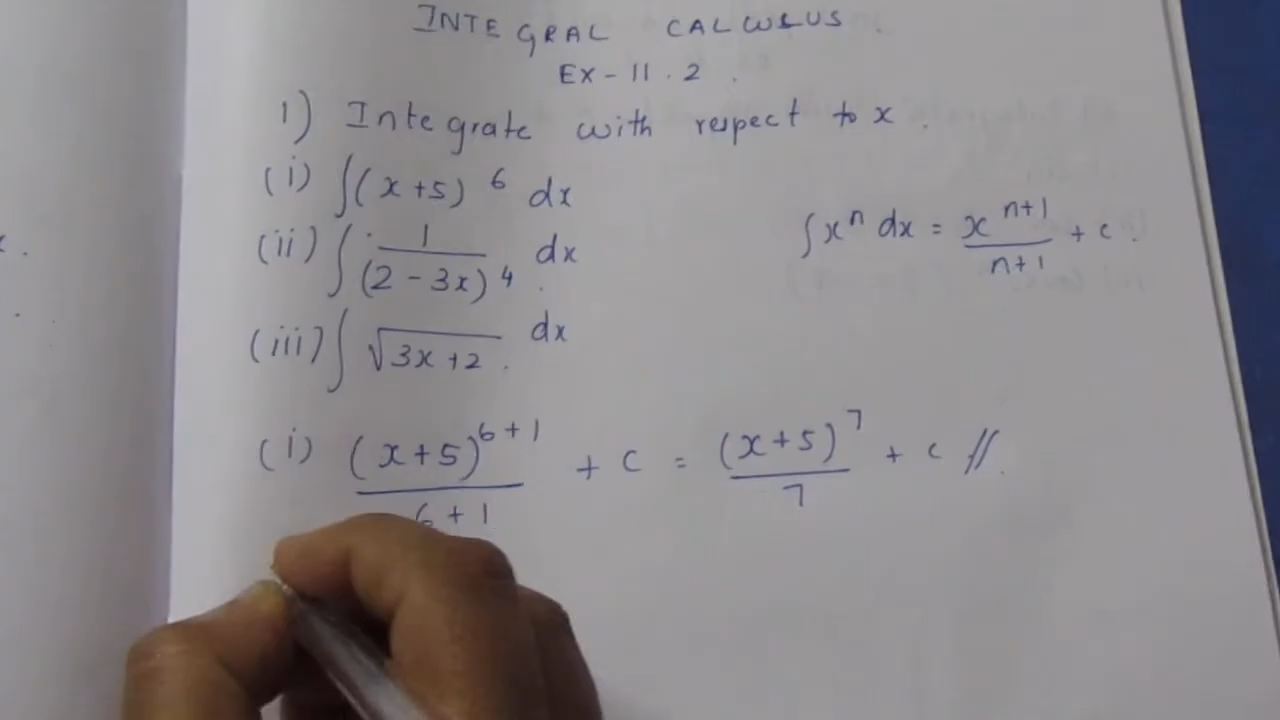 INTEGRAL CALCULUS.
EX-11.2.
1) Integrate with respect to x.
(i) ∫(x+5)^6 dx
∫x^n dx = x^(n+1)/(n+1) + c.
(ii) ∫ 1/(2-3x)^4 dx
(iii) ∫ √(3x+2) dx
(i) (x+5)^(6+1)/(6+1) + c = (x+5)^7/7 + c //.